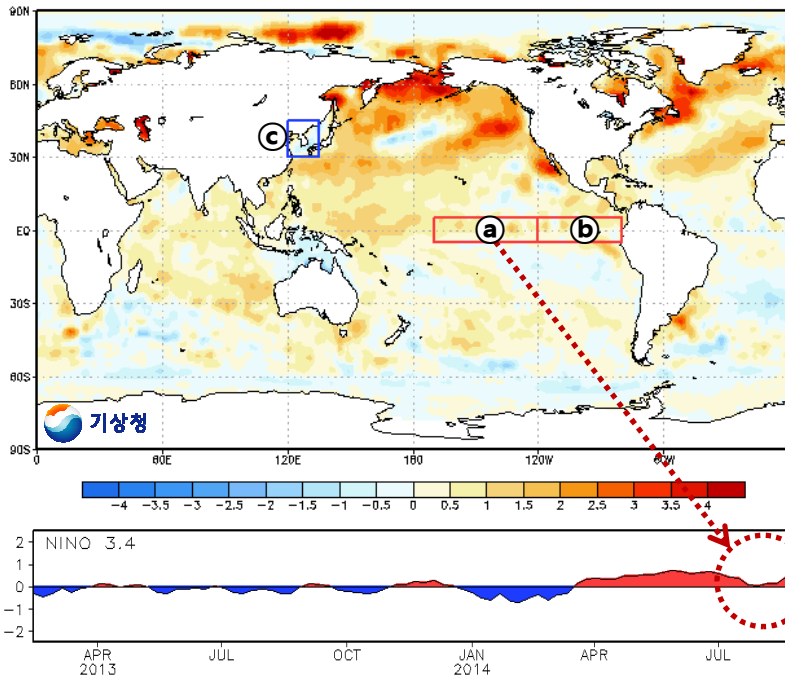 90N
60N
30N
EQ
30S
60S
90S
ⓒ
ⓐ
ⓑ
기상청
0 60E 120E 180 120W 60W
-4 -3.5 -3 -2.5 -2 -1.5 -1 -0.5 0 0.5 1 1.5 2 2.5 3 3.5 4
NINO 3.4
2
1
0
-1
-2
APR JUL OCT JAN APR JUL
2013 2014